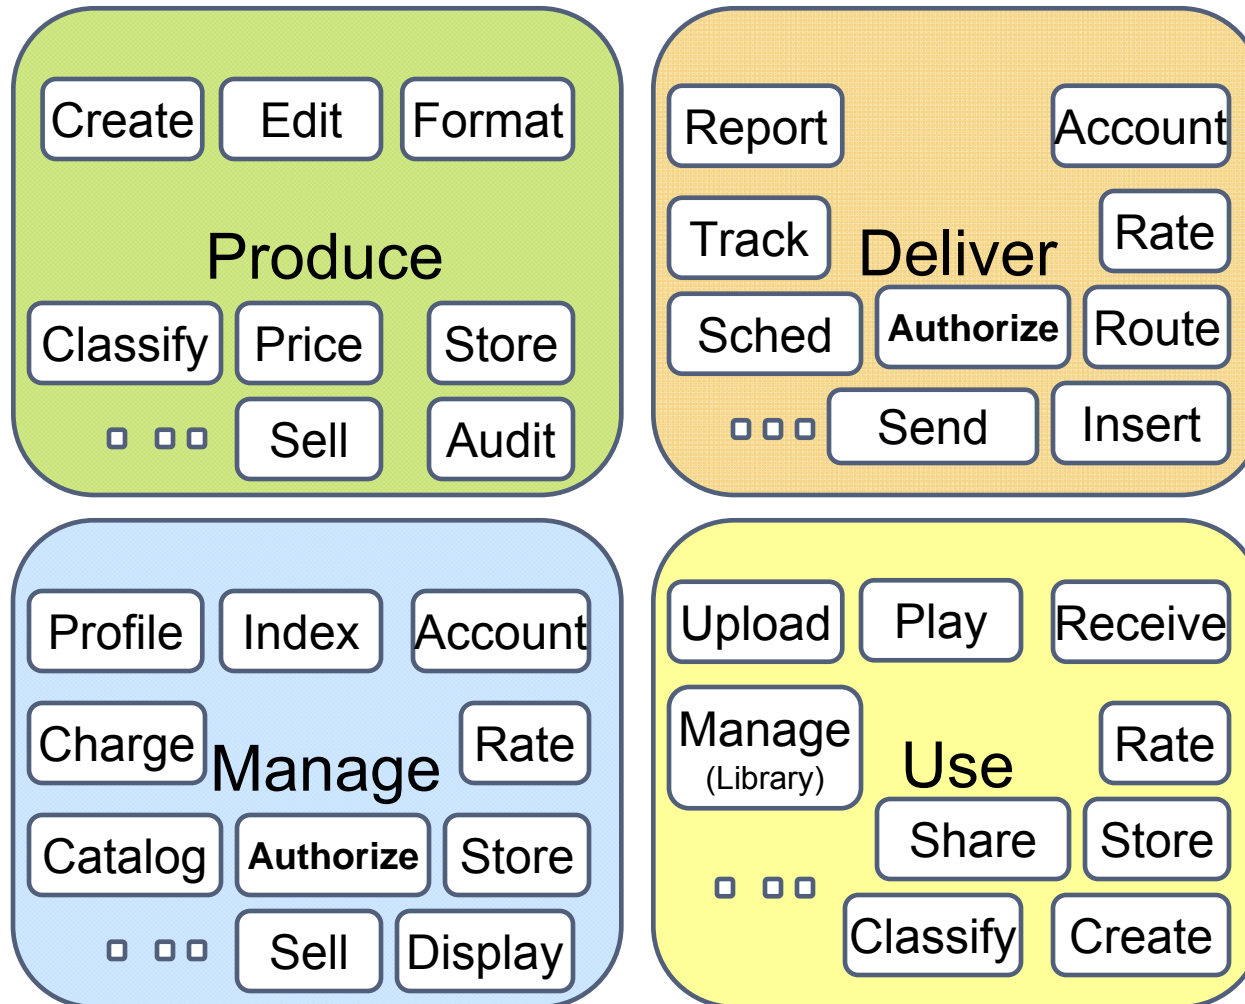 Create Edit Format
Produce
Classify Price Store
Sell Audit
Report Account
Track Deliver Rate
Sched Authorize Route
Send Insert
Profile Index Account
Charge Manage Rate
Catalog Authorize Store
Sell Display
Upload Play Receive
Manage
(Library) Use Rate
Share Store
Classify Create